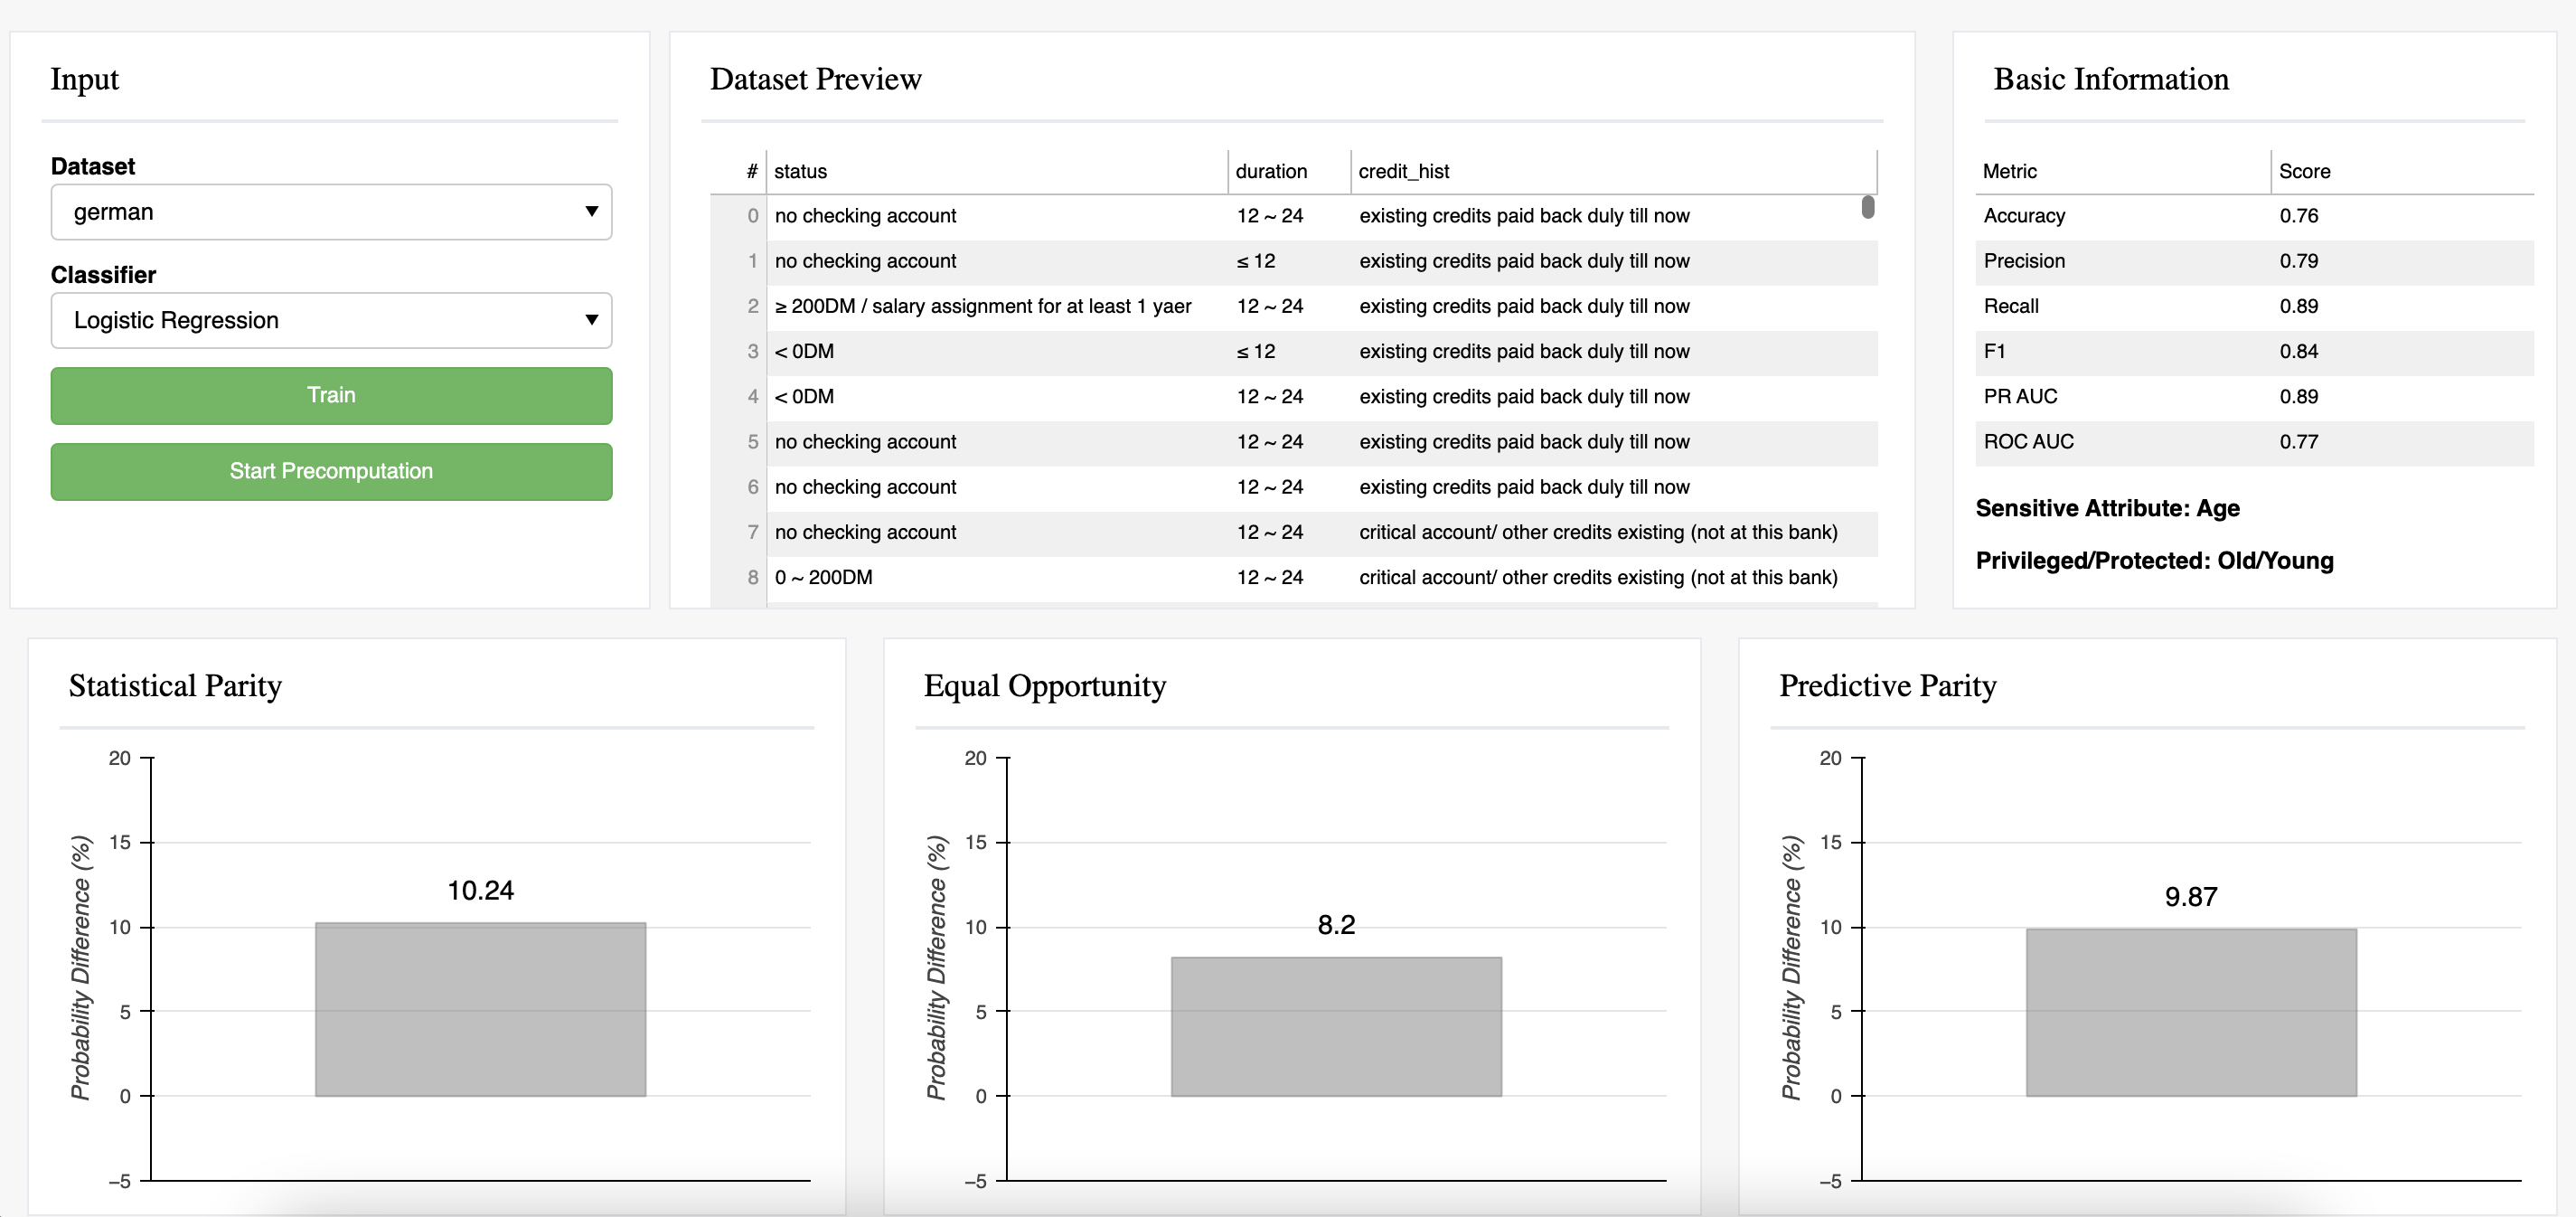 Input
Dataset
german
Classifier
Logistic Regression
Train
Start Precomputation
Dataset Preview
# status duration credit_hist
0 no checking account 12 ~ 24 existing credits paid back duly till now
1 no checking account ≤ 12 existing credits paid back duly till now
2 ≥ 200DM / salary assignment for at least 1 yaer 12 ~ 24 existing credits paid back duly till now
3 < 0DM ≤ 12 existing credits paid back duly till now
4 < 0DM 12 ~ 24 existing credits paid back duly till now
5 no checking account 12 ~ 24 existing credits paid back duly till now
6 no checking account 12 ~ 24 existing credits paid back duly till now
7 no checking account 12 ~ 24 critical account/ other credits existing (not at this bank)
8 0 ~ 200DM 12 ~ 24 critical account/ other credits existing (not at this bank)
Basic Information
Metric Score
Accuracy 0.76
Precision 0.79
Recall 0.89
F1 0.84
PR AUC 0.89
ROC AUC 0.77
Sensitive Attribute: Age
Privileged/Protected: Old/Young
Statistical Parity
Probability Difference (%)
20
15
10
5
0
−5
10.24
Equal Opportunity
Probability Difference (%)
20
15
10
5
0
−5
8.2
Predictive Parity
Probability Difference (%)
20
15
10
5
0
−5
9.87